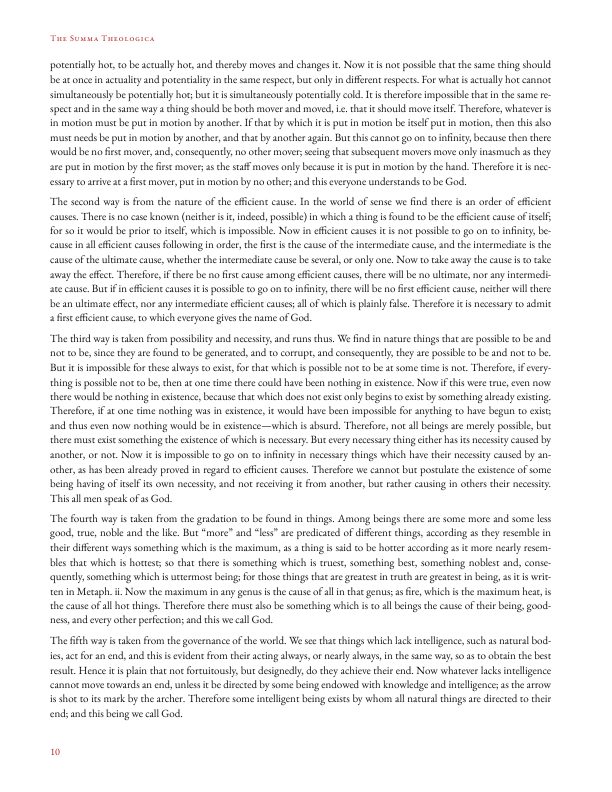 The Summa Theologica
potentially hot, to be actually hot, and thereby moves and changes it. Now it is not possible that the same thing should
be at once in actuality and potentiality in the same respect, but only in different respects. For what is actually hot cannot
simultaneously be potentially hot; but it is simultaneously potentially cold. It is therefore impossible that in the same re-
spect and in the same way a thing should be both mover and moved, i.e. that it should move itself. Therefore, whatever is
in motion must be put in motion by another. If that by which it is put in motion be itself put in motion, then this also
must needs be put in motion by another, and that by another again. But this cannot go on to infinity, because then there
would be no first mover, and, consequently, no other mover; seeing that subsequent movers move only inasmuch as they
are put in motion by the first mover; as the staff moves only because it is put in motion by the hand. Therefore it is nec-
essary to arrive at a first mover, put in motion by no other; and this everyone understands to be God.
The second way is from the nature of the efficient cause. In the world of sense we find there is an order of efficient
causes. There is no case known (neither is it, indeed, possible) in which a thing is found to be the efficient cause of itself;
for so it would be prior to itself, which is impossible. Now in efficient causes it is not possible to go on to infinity, be-
cause in all efficient causes following in order, the first is the cause of the intermediate cause, and the intermediate is the
cause of the ultimate cause, whether the intermediate cause be several, or only one. Now to take away the cause is to take
away the effect. Therefore, if there be no first cause among efficient causes, there will be no ultimate, nor any intermedi-
ate cause. But if in efficient causes it is possible to go on to infinity, there will be no first efficient cause, neither will there
be an ultimate effect, nor any intermediate efficient causes; all of which is plainly false. Therefore it is necessary to admit
a first efficient cause, to which everyone gives the name of God.
The third way is taken from possibility and necessity, and runs thus. We find in nature things that are possible to be and
not to be, since they are found to be generated, and to corrupt, and consequently, they are possible to be and not to be.
But it is impossible for these always to exist, for that which is possible not to be at some time is not. Therefore, if every-
thing is possible not to be, then at one time there could have been nothing in existence. Now if this were true, even now
there would be nothing in existence, because that which does not exist only begins to exist by something already existing.
Therefore, if at one time nothing was in existence, it would have been impossible for anything to have begun to exist;
and thus even now nothing would be in existence—which is absurd. Therefore, not all beings are merely possible, but
there must exist something the existence of which is necessary. But every necessary thing either has its necessity caused by
another, or not. Now it is impossible to go on to infinity in necessary things which have their necessity caused by an-
other, as has been already proved in regard to efficient causes. Therefore we cannot but postulate the existence of some
being having of itself its own necessity, and not receiving it from another, but rather causing in others their necessity.
This all men speak of as God.
The fourth way is taken from the gradation to be found in things. Among beings there are some more and some less
good, true, noble and the like. But “more” and “less” are predicated of different things, according as they resemble in
their different ways something which is the maximum, as a thing is said to be hotter according as it more nearly resem-
bles that which is hottest; so that there is something which is truest, something best, something noblest and, conse-
quently, something which is uttermost being; for those things that are greatest in truth are greatest in being, as it is writ-
ten in Metaph. ii. Now the maximum in any genus is the cause of all in that genus; as fire, which is the maximum heat, is
the cause of all hot things. Therefore there must also be something which is to all beings the cause of their being, good-
ness, and every other perfection; and this we call God.
The fifth way is taken from the governance of the world. We see that things which lack intelligence, such as natural bod-
ies, act for an end, and this is evident from their acting always, or nearly always, in the same way, so as to obtain the best
result. Hence it is plain that not fortuitously, but designedly, do they achieve their end. Now whatever lacks intelligence
cannot move towards an end, unless it be directed by some being endowed with knowledge and intelligence; as the arrow
is shot to its mark by the archer. Therefore some intelligent being exists by whom all natural things are directed to their
end; and this being we call God.
10